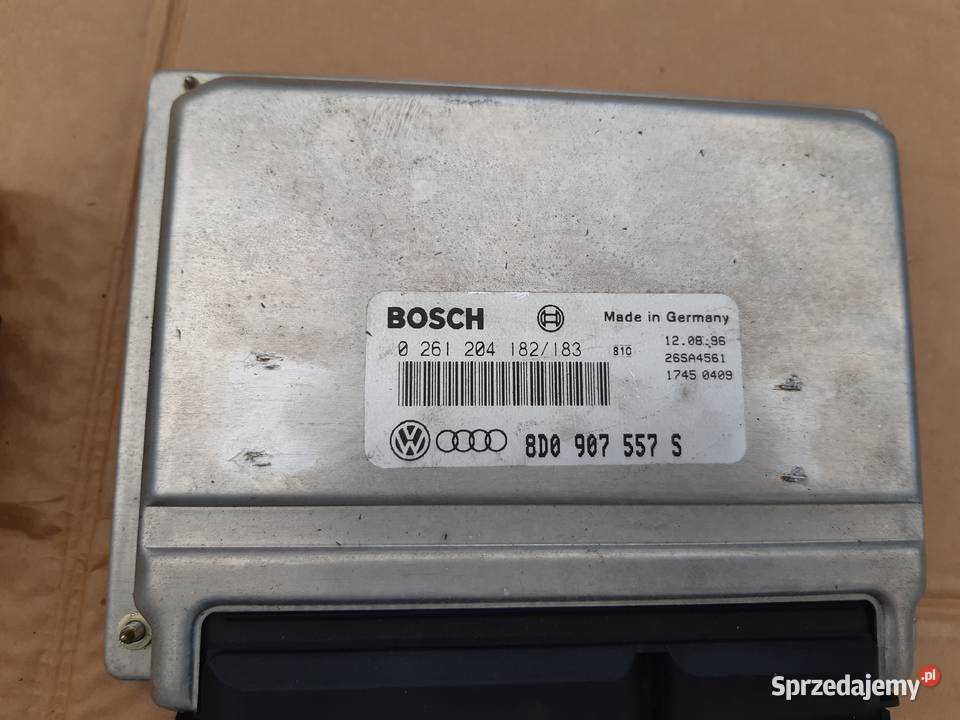 BOSCH
Made in Germany
0 261 204 182/183
810
12.08.96
26SA4561
1745 0409
VW
8D0 907 557 S
Sprzedajemy.pl